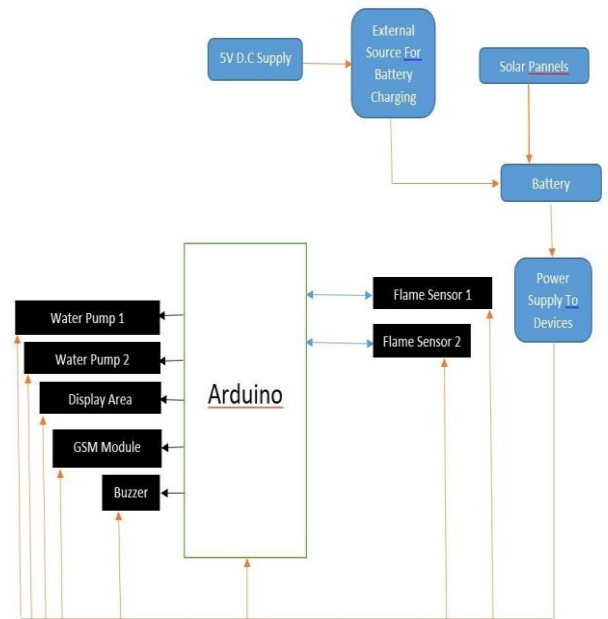 5V D.C Supply
External
Source For
Battery
Charging
Solar Pannels
Battery
Power
Supply To
Devices
Flame Sensor 1
Flame Sensor 2
Arduino
Water Pump 1
Water Pump 2
Display Area
GSM Module
Buzzer